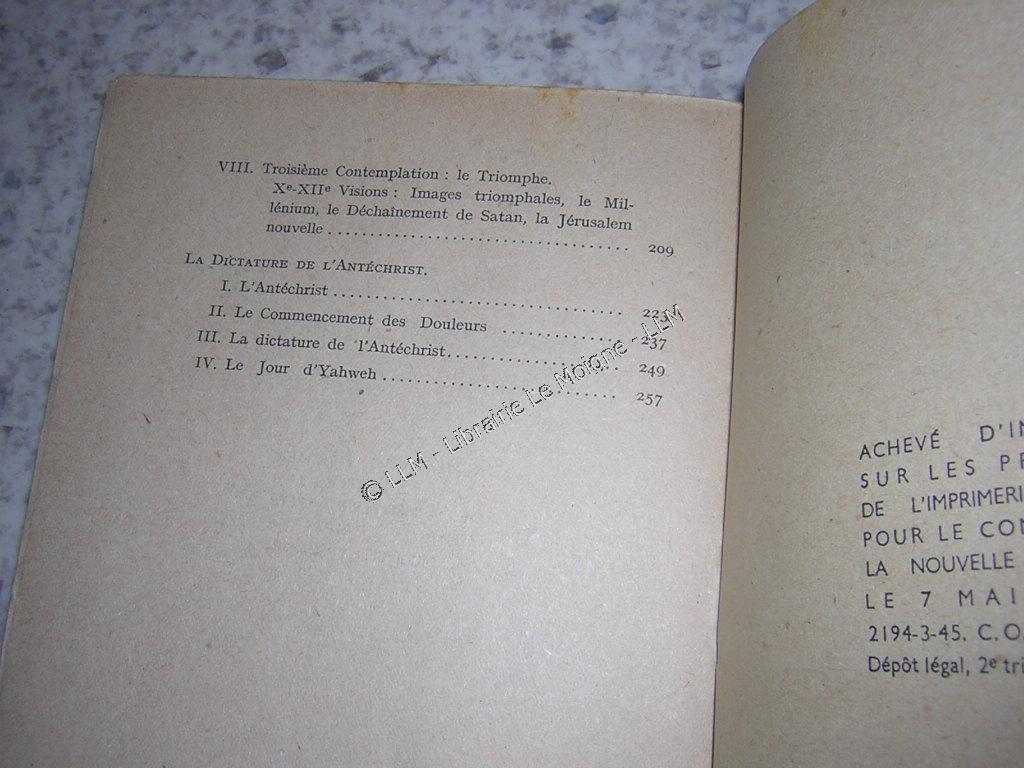 VIII. Troisième Contemplation : le Triomphe.
Xe-XIIe Visions : Images triomphales, le Mil-
lénium, le Déchaînement de Satan, la Jérusalem
nouvelle ........................................ 209
LA DICTATURE DE L'ANTÉCHRIST.
I. L'Antéchrist ........................................
II. Le Commencement des Douleurs .................. 237
III. La dictature de l'Antéchrist........................ 249
IV. Le Jour d'Yahweh .................................. 257
© LLM - Librairie Le Moigne - LLM
ACHEVÉ D'IN
SUR LES PR
DE L'IMPRIMERI
POUR LE CON
LA NOUVELLE
LE 7 MAI
2194-3-45. C.O.
Dépôt légal, 2e tri